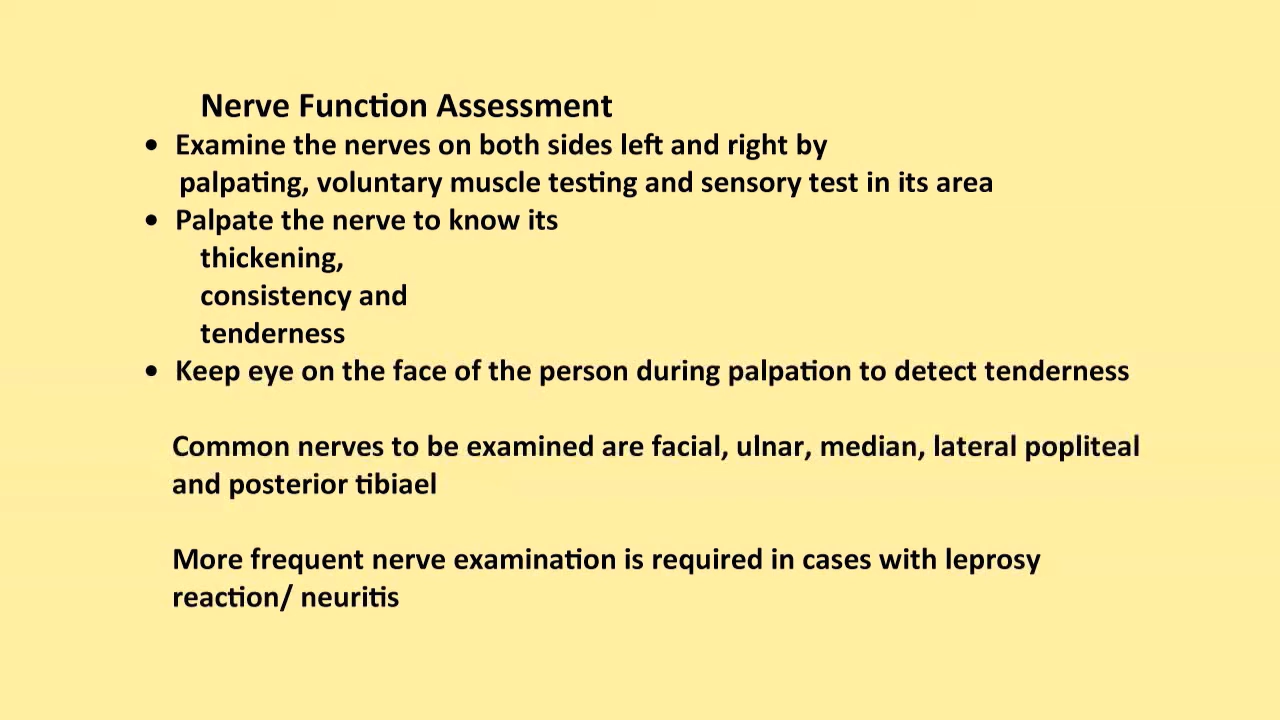 Nerve Function Assessment
• Examine the nerves on both sides left and right by
palpating, voluntary muscle testing and sensory test in its area
• Palpate the nerve to know its
thickening,
consistency and
tenderness
• Keep eye on the face of the person during palpation to detect tenderness
Common nerves to be examined are facial, ulnar, median, lateral popliteal
and posterior tibiael
More frequent nerve examination is required in cases with leprosy
reaction/ neuritis